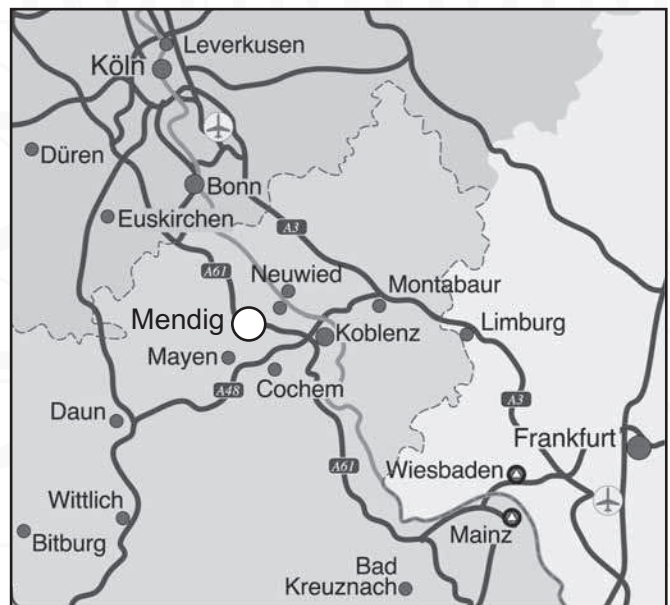 Leverkusen
Köln
Düren
Bonn
Euskirchen
A3
A61
Neuwied
Montabaur
Mendig
Koblenz
Limburg
Mayen
A48
Cochem
A3
Daun
Frankfurt
A61
Wiesbaden
Wittlich
Mainz
Bitburg
Bad
Kreuznach